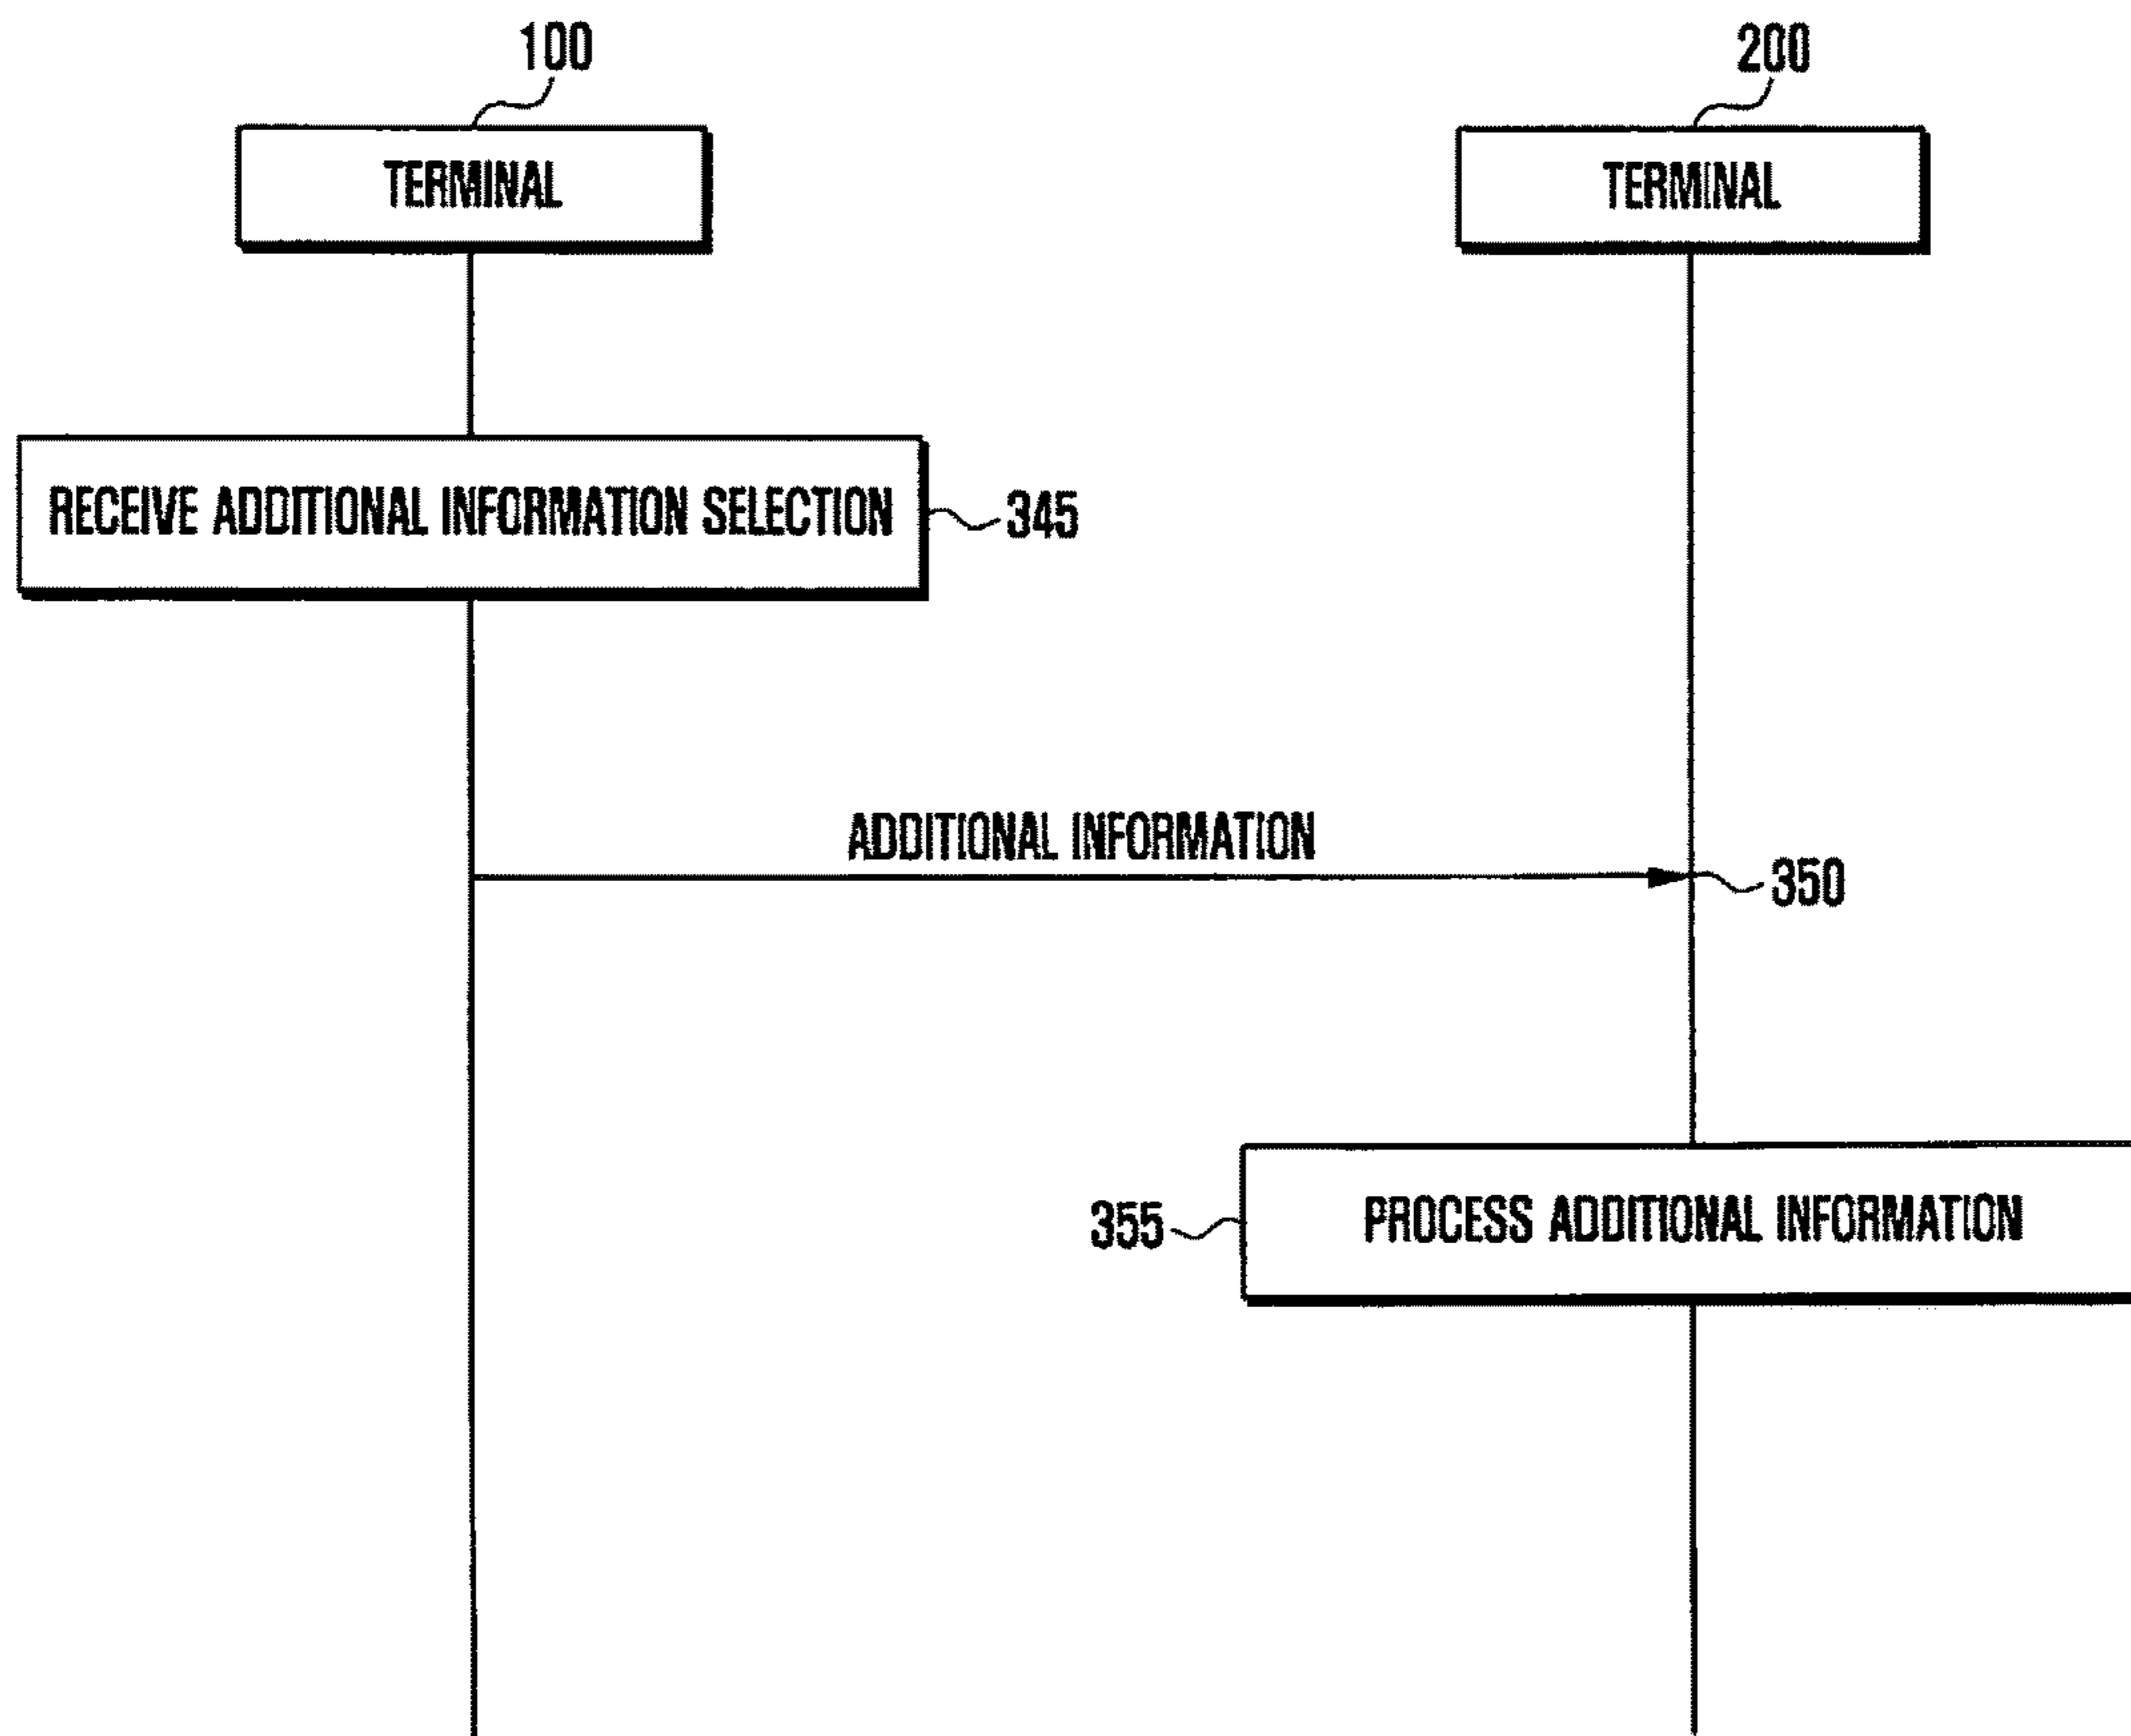 100
200
TERMINAL
TERMINAL
RECEIVE ADDITIONAL INFORMATION SELECTION
345
ADDITIONAL INFORMATION
350
355
PROCESS ADDITIONAL INFORMATION